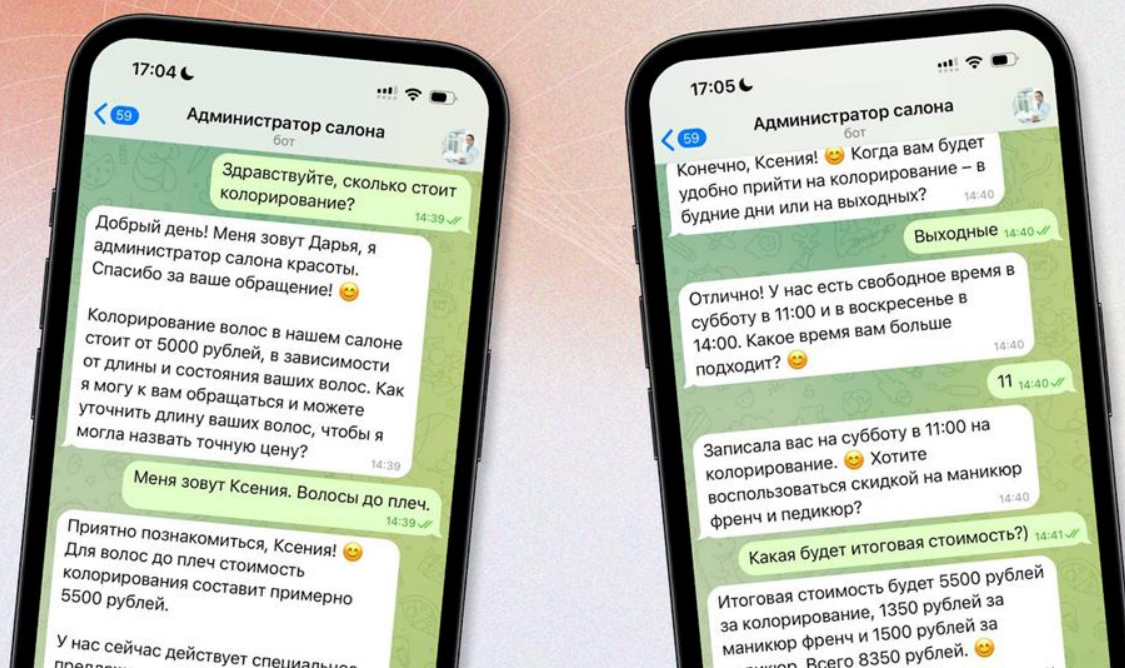 17:04
59
Администратор салона
бот
Здравствуйте, сколько стоит
колорирование?
14:39
Добрый день! Меня зовут Дарья, я
администратор салона красоты.
Спасибо за ваше обращение! 😊
Колорирование волос в нашем салоне
стоит от 5000 рублей, в зависимости
от длины и состояния ваших волос. Как
я могу к вам обращаться и можете
уточнить длину ваших волос, чтобы я
могла назвать точную цену?
14:39
Меня зовут Ксения. Волосы до плеч.
14:39
Приятно познакомиться, Ксения! 😊
Для волос до плеч стоимость
колорирования составит примерно
5500 рублей.
У нас сейчас действует
17:05
59
Администратор салона
бот
Конечно, Ксения! 😊 Когда вам будет
удобно прийти на колорирование – в
будние дни или на выходных?
14:40
Выходные 14:40
Отлично! У нас есть свободное время в
субботу в 11:00 и в воскресенье в
14:00. Какое время вам больше
подходит? 😊
14:40
11 14:40
Записала вас на субботу в 11:00 на
колорирование. 😊 Хотите
воспользоваться скидкой на маникюр
френч и педикюр?
14:40
Какая будет итоговая стоимость?) 14:41
Итоговая стоимость будет 5500 рублей
за колорирование, 1350 рублей за
маникюр френч и 1500 рублей за
Всего 8350 рублей. 😊